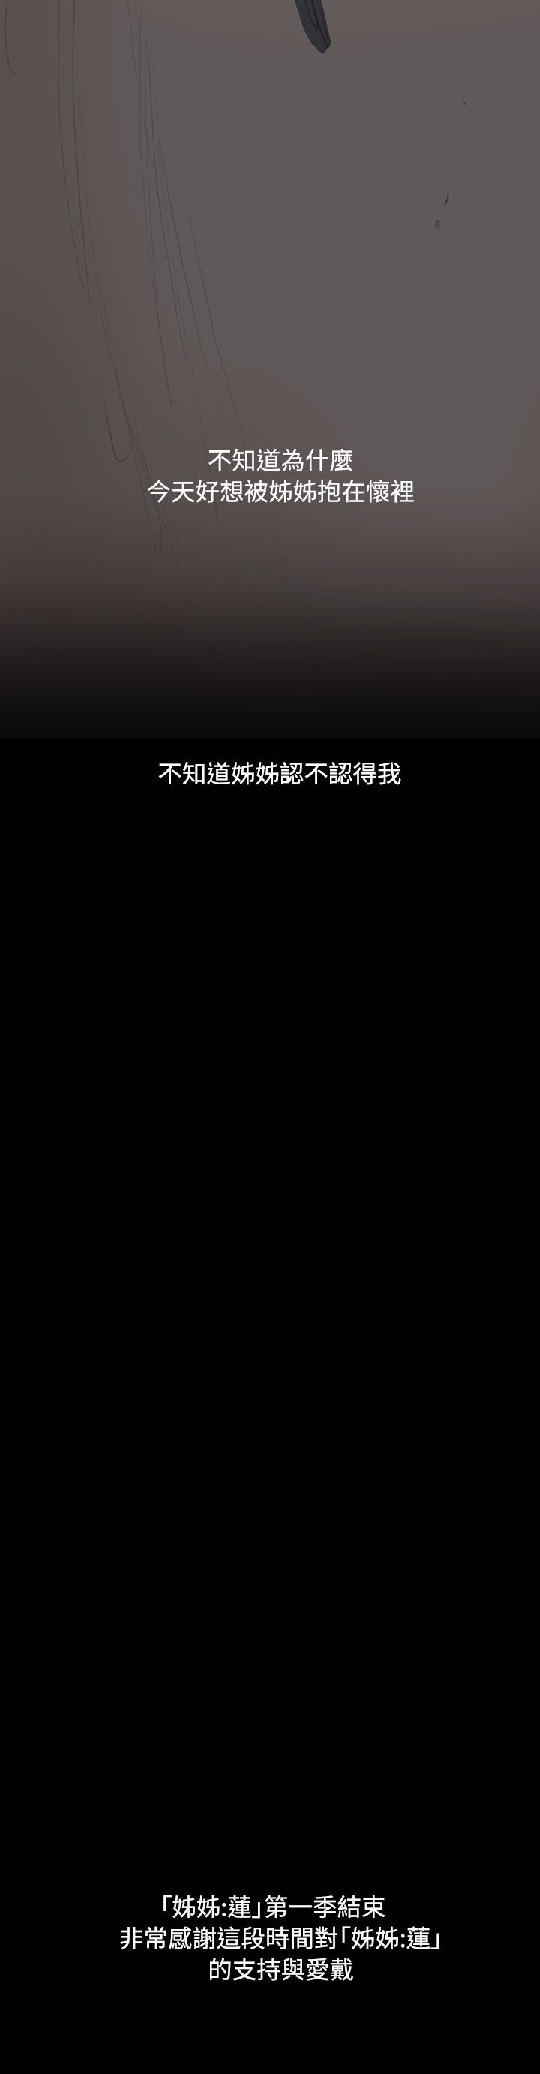 不知道為什麼
今天好想被姊姊抱在懷裡
不知道姊姊認不認得我
「姊姊:蓮」第一季結束
非常感謝這段時間對「姊姊:蓮」
的支持與愛戴